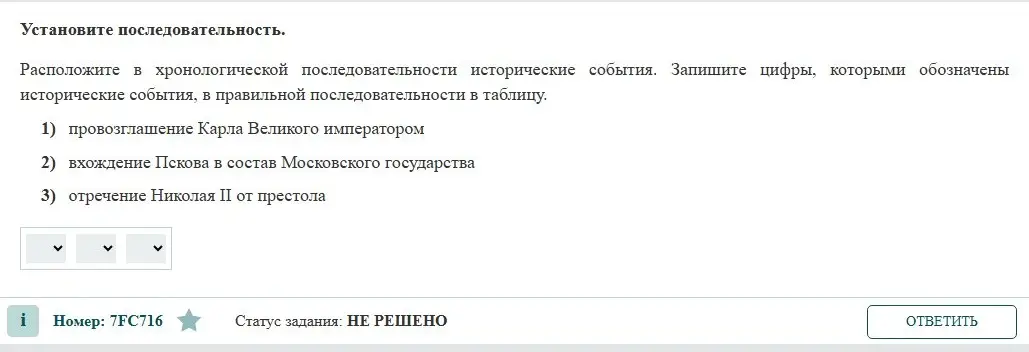 Установите последовательность.
Расположите в хронологической последовательности исторические события. Запишите цифры, которыми обозначены
исторические события, в правильной последовательности в таблицу.
1) провозглашение Карла Великого императором
2) вхождение Пскова в состав Московского государства
3) отречение Николая II от престола
i Номер: 7FC716 Статус задания: НЕ РЕШЕНО ОТВЕТИТЬ